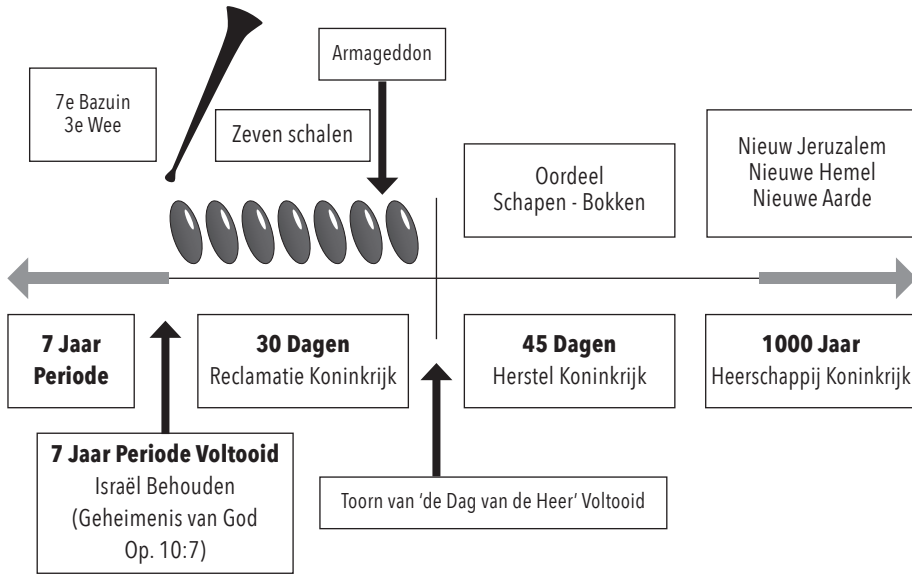 Armageddon
7e Bazuin
3e Wee
Zeven schalen
Oordeel
Schapen - Bokken
Nieuw Jeruzalem
Nieuwe Hemel
Nieuwe Aarde
7 Jaar
Periode
30 Dagen
Reclamatie Koninkrijk
45 Dagen
Herstel Koninkrijk
1000 Jaar
Heerschappij Koninkrijk
7 Jaar Periode Voltooid
Israël Behouden
(Geheimenis van God
Op. 10:7)
Toorn van ‘de Dag van de Heer’ Voltooid